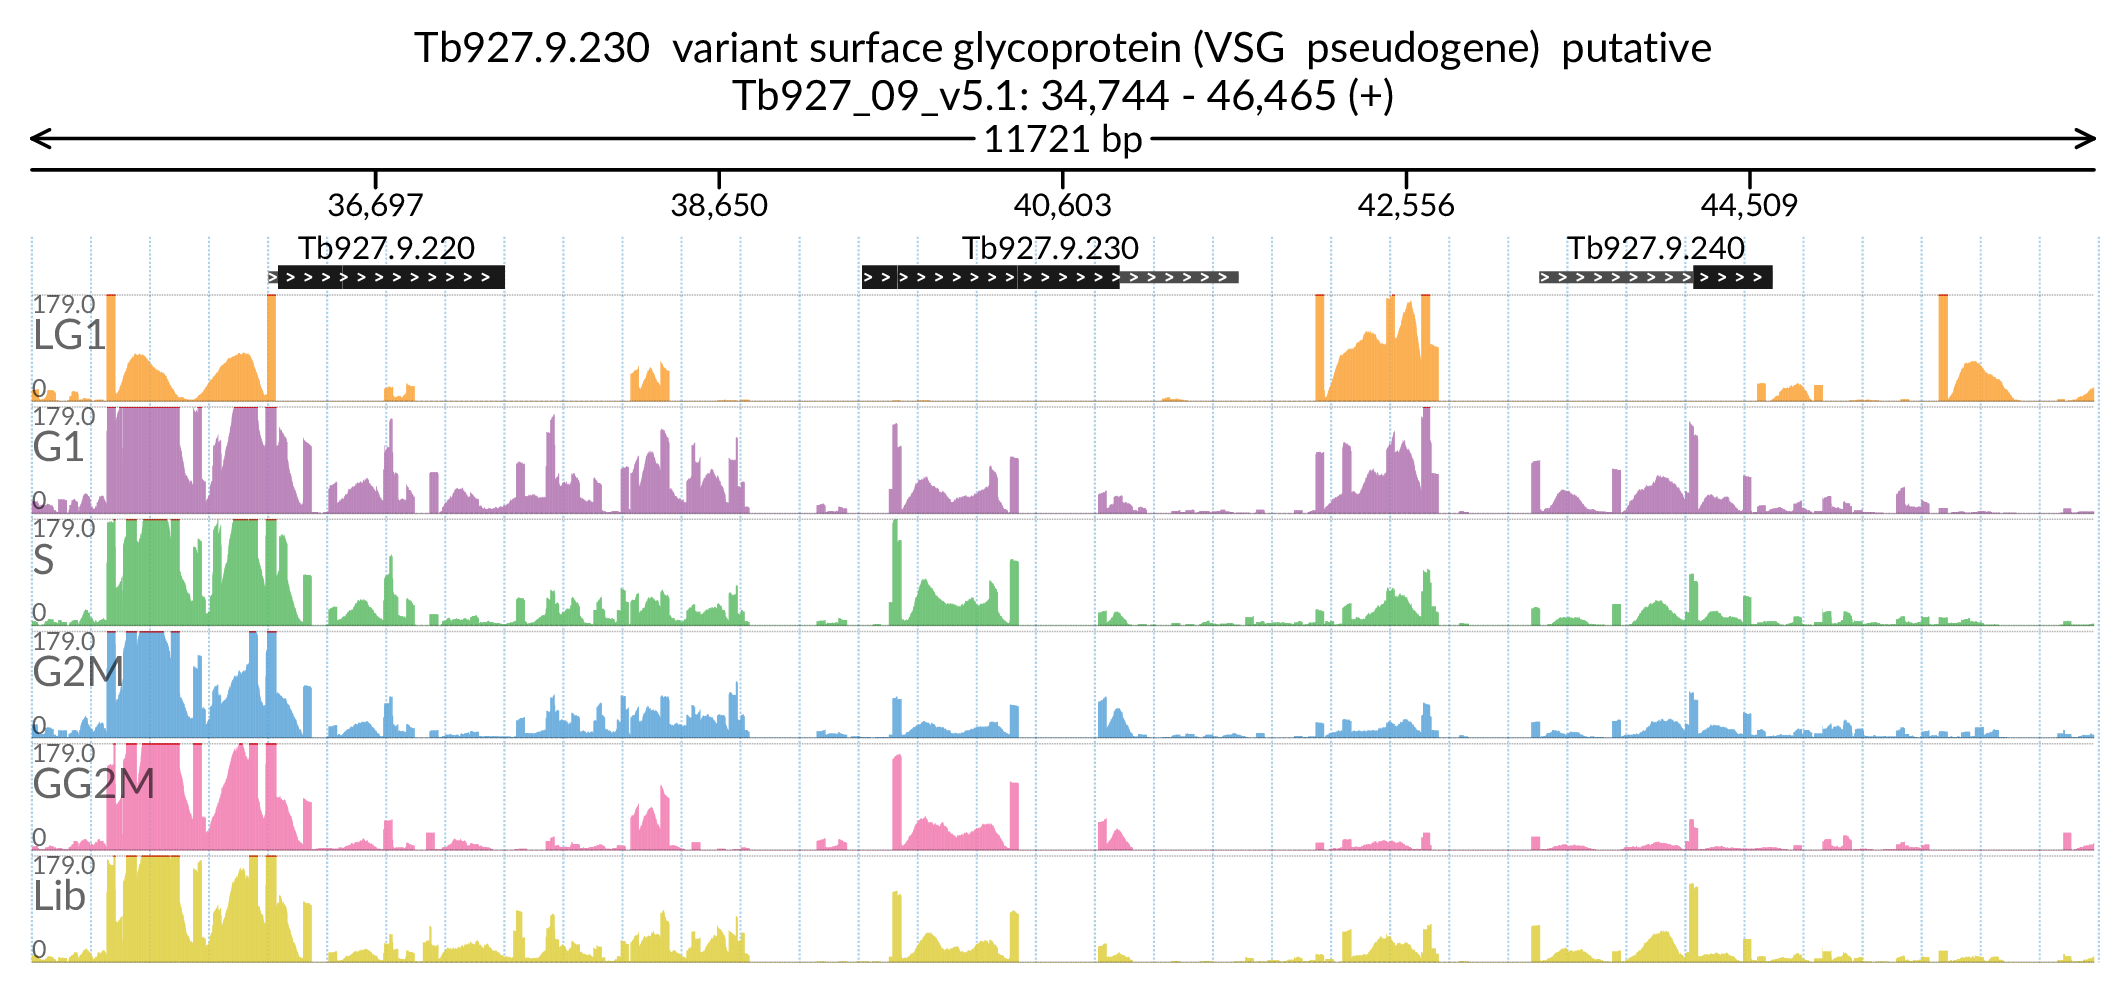 Tb927.9.230 variant surface glycoprotein (VSG pseudogene) putative
Tb927_09_v5.1: 34,744 - 46,465 (+)
11721 bp
36,697 38,650 40,603 42,556 44,509
Tb927.9.220 Tb927.9.230 Tb927.9.240
179.0
LG1
0
179.0
G1
0
179.0
S
0
179.0
G2M
0
179.0
GG2M
0
179.0
Lib
0